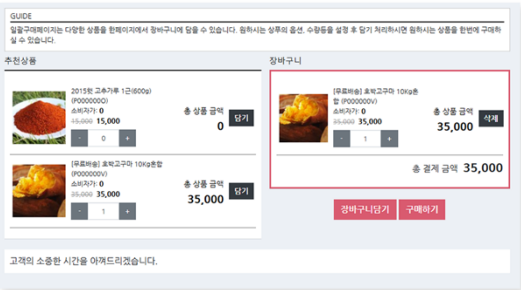 GUIDE
일괄구매페이지는 다양한 상품을 한페이지에서 장바구니에 담을 수 있습니다. 원하시는 상푸의 옵션, 수량등을 설정 후 담기 처리하시면 원하시는 상품을 한번에 구매하
실 수 있습니다.
추천상품
2015햇 고추가루 1근(600g)
(P000000O)
소비자가: 0
15,000 15,000
- 0 +
총 상품 금액
0
담기
[무료배송] 호박고구마 10Kg혼합
(P000000V)
소비자가: 0
35,000 35,000
- 1 +
총 상품 금액
35,000
담기
장바구니
[무료배송] 호박고구마 10Kg혼
합 (P000000V)
소비자가: 0
35,000 35,000
- 1 +
총 상품 금액
35,000
삭제
총 결제 금액 35,000
장바구니담기 구매하기
고객의 소중한 시간을 아껴드리겠습니다.